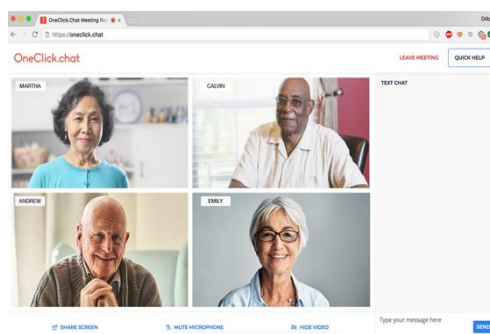 OneClick.Chat Meeting Ro
https://oneclick.chat
OneClick.chat
LEAVE MEETING
QUICK HELP
MARTHA
CALVIN
TEXT CHAT
ANDREW
EMILY
SHARE SCREEN
MUTE MICROPHONE
HIDE VIDEO
Type your message here
SEND